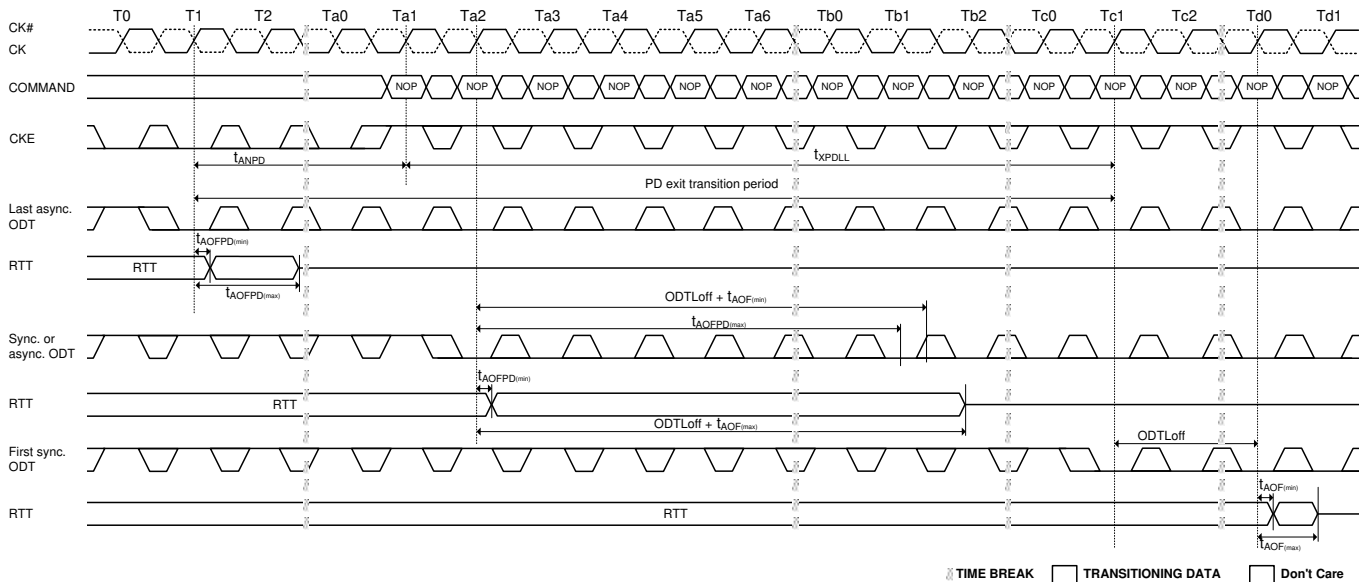 T0 T1 T2 Ta0 Ta1 Ta2 Ta3 Ta4 Ta5 Ta6 Tb0 Tb1 Tb2 Tc0 Tc1 Tc2 Td0 Td1
CK#
CK
COMMAND
NOP NOP NOP NOP NOP NOP NOP NOP NOP NOP NOP NOP NOP NOP
CKE
tANPD tXPDLL
PD exit transition period
Last async.
ODT
tAOFPD(min)
RTT RTT
tAOFPD(max)
ODTLoff + tAOF(min)
tAOFPD(max)
Sync. or
async. ODT
tAOFPD(min)
RTT RTT
ODTLoff + tAOF(max)
ODTLoff
First sync.
ODT
tAOF(min)
RTT RTT
tAOF(max)
TIME BREAK TRANSITIONING DATA Don't Care